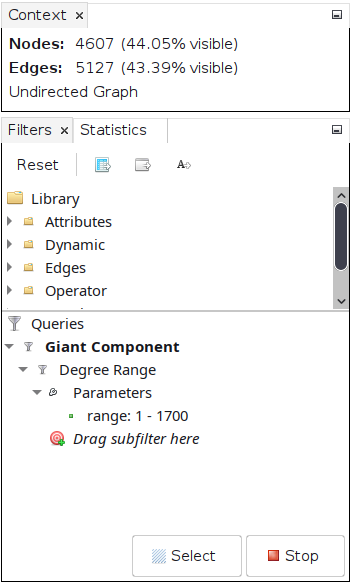 Context ×
Nodes: 4607 (44.05% visible)
Edges: 5127 (43.39% visible)
Undirected Graph
Filters × Statistics
Reset
Library
Attributes
Dynamic
Edges
Operator
Queries
Giant Component
Degree Range
Parameters
range: 1 - 1700
Drag subfilter here
Select Stop